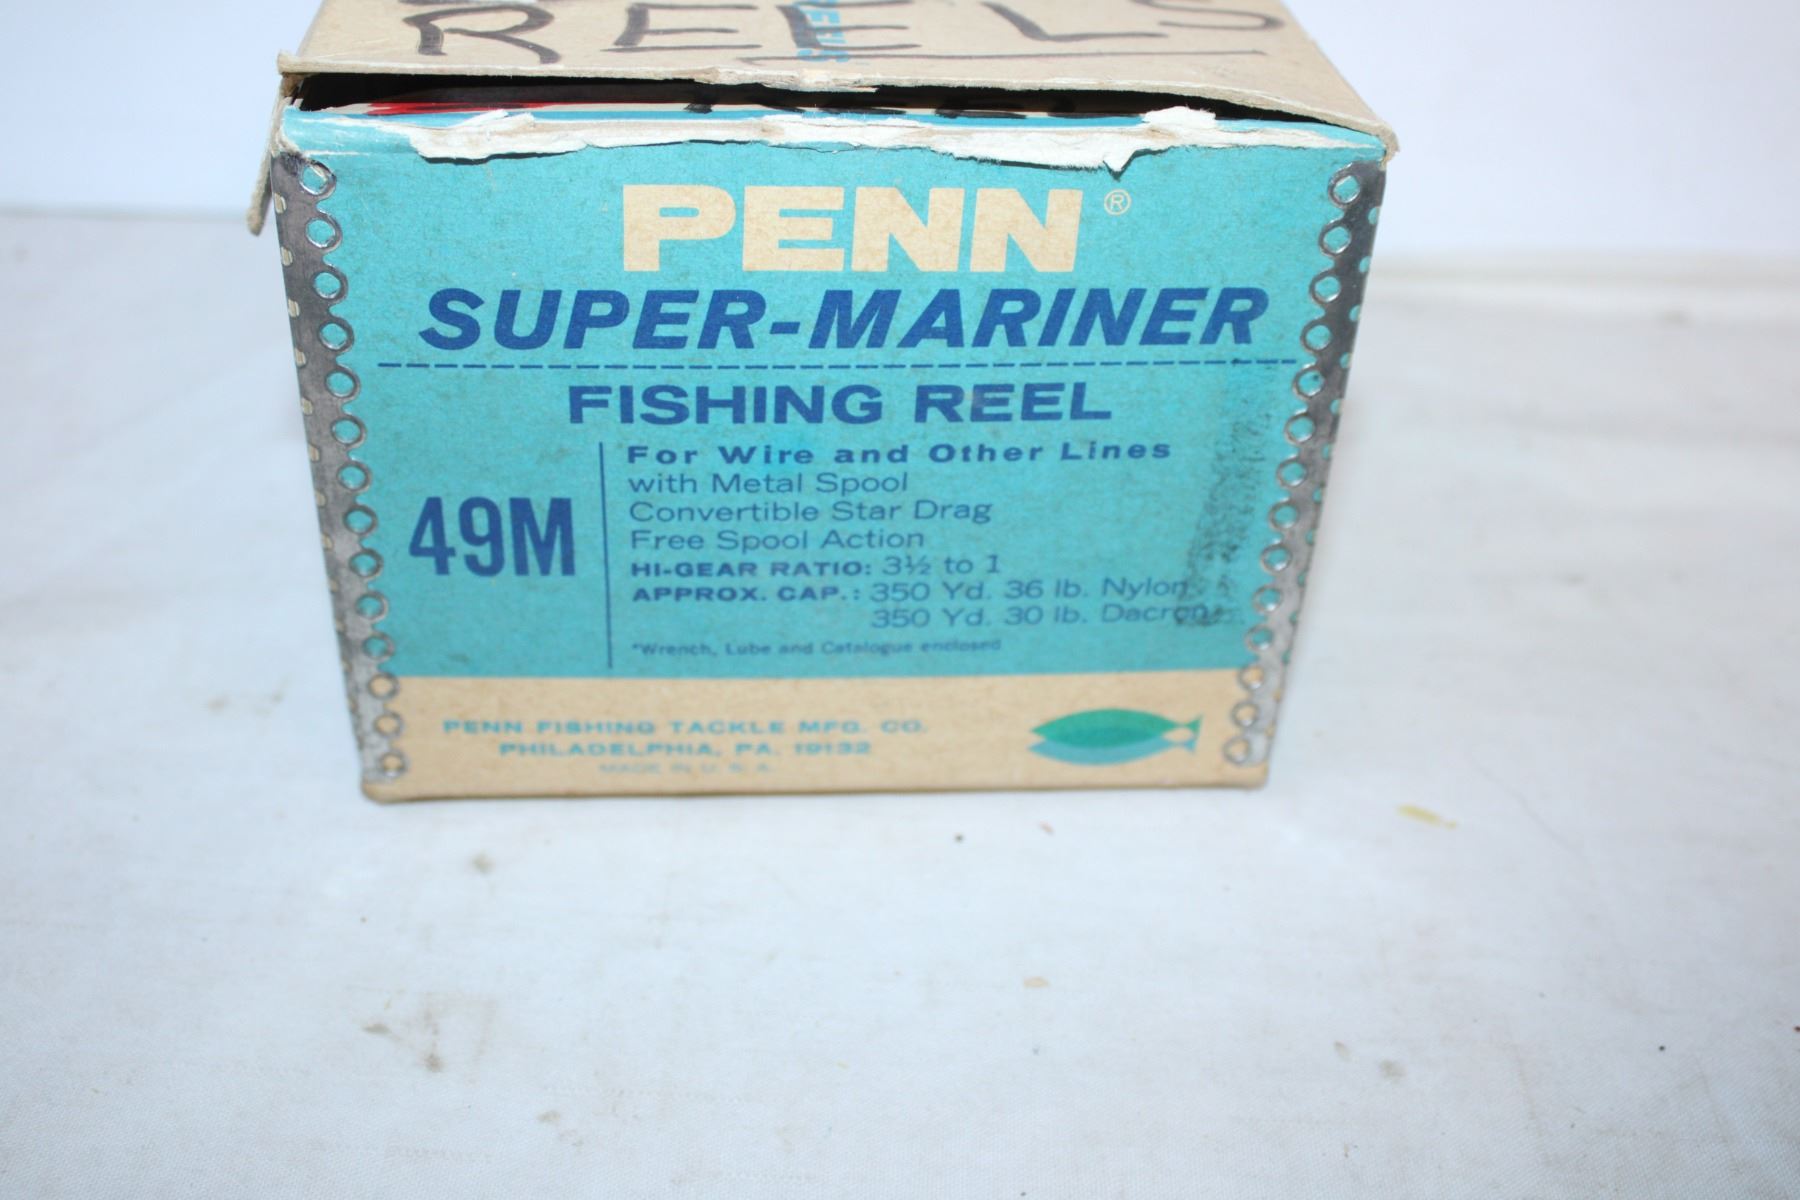 REELS
PENN®
SUPER-MARINER
FISHING REEL
49M
For Wire and Other Lines
with Metal Spool
Convertible Star Drag
Free Spool Action
HI-GEAR RATIO: 3½ to 1
APPROX. CAP.: 350 Yd. 36 lb. Nylon
350 Yd. 30 lb. Dacron
*Wrench, Lube and Catalogue enclosed
PENN FISHING TACKLE MFG. CO.
PHILADELPHIA, PA. 19132
MADE IN U. S. A.